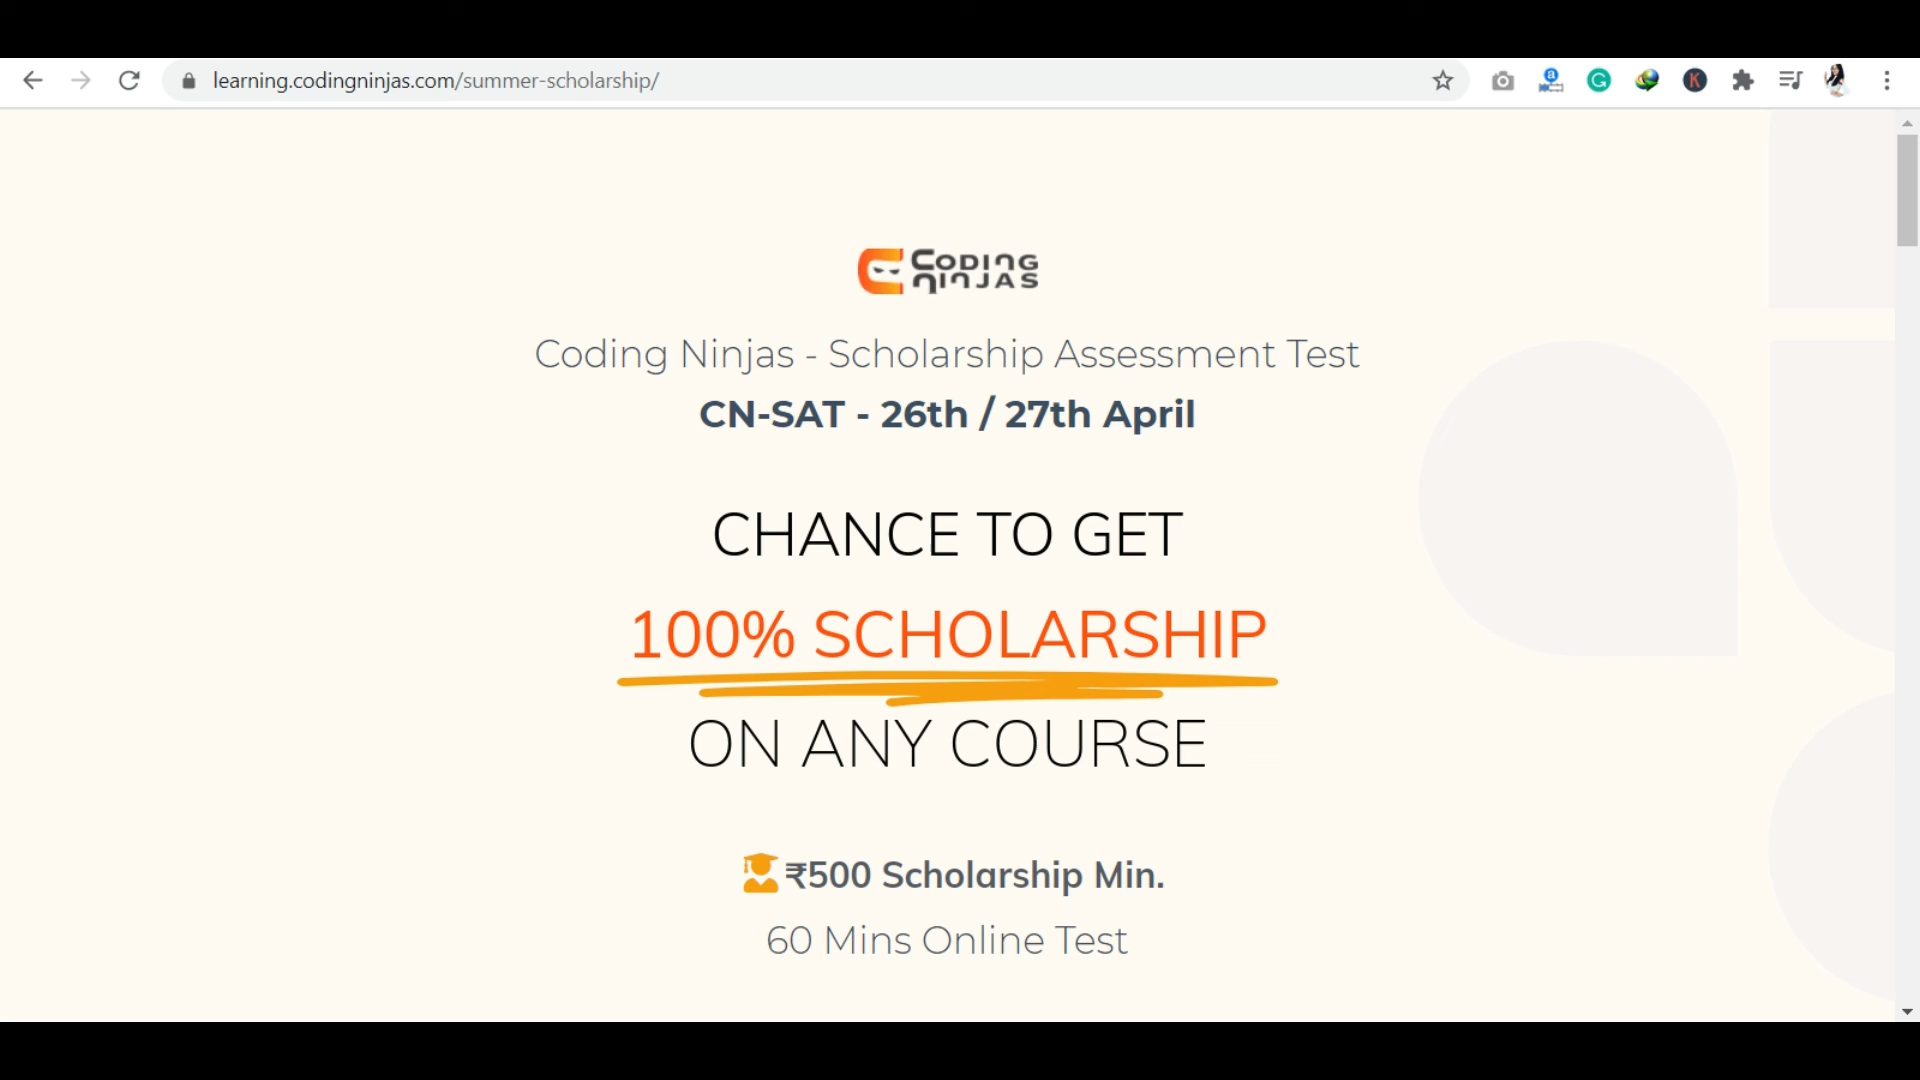 learning.codingninjas.com/summer-scholarship/
CODING
NINJAS
Coding Ninjas - Scholarship Assessment Test
CN-SAT - 26th / 27th April
CHANCE TO GET
100% SCHOLARSHIP
ON ANY COURSE
₹500 Scholarship Min.
60 Mins Online Test